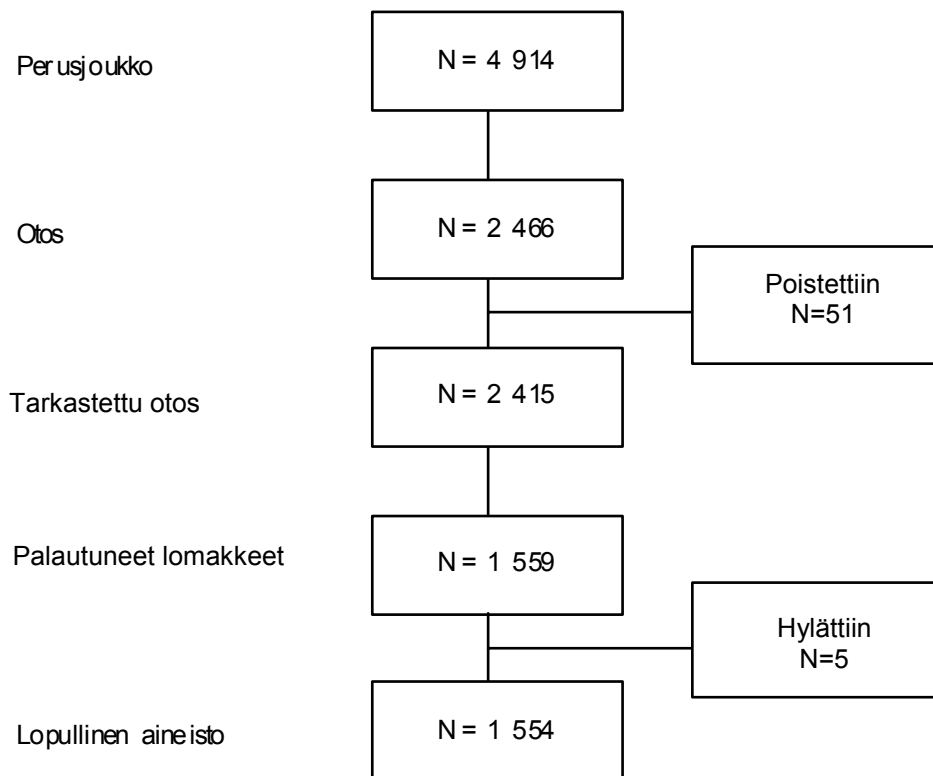 Perusjoukko
N = 4 914
Otos
N = 2 466
Poistettiin
N=51
Tarkastettu otos
N = 2 415
Palautuneet lomakkeet
N = 1 559
Hylättiin
N=5
Lopullinen aineisto
N = 1 554